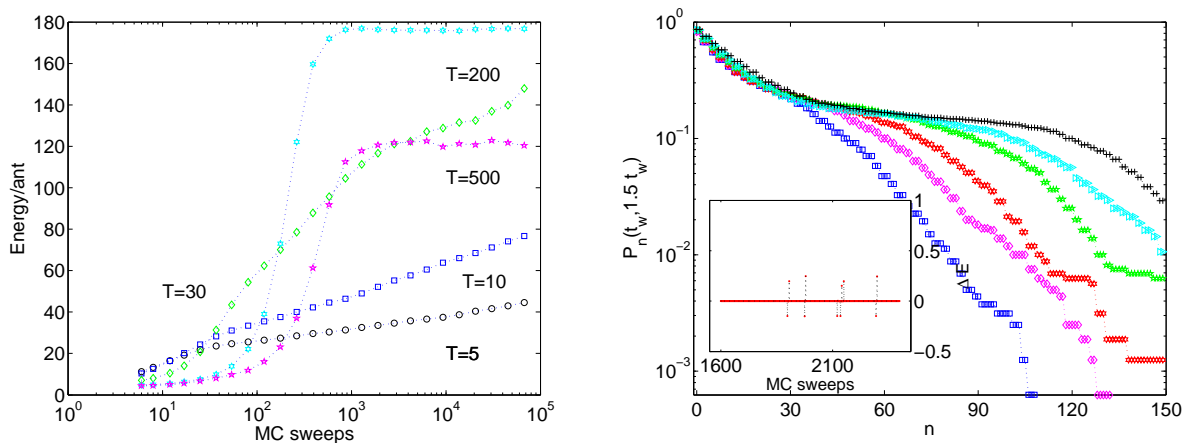 180
160
140
120
100
80
60
40
20
0
Energy/ant
T=200
T=500
T=30
T=10
T=5
10^0
10^1
10^2
10^3
10^4
10^5
MC sweeps
10^0
10^-1
10^-2
10^-3
P_n(t_w,1.5 t_w)
1
0.5
0
-0.5
ΔE
1600
2100
MC sweeps
0
30
60
90
120
150
n